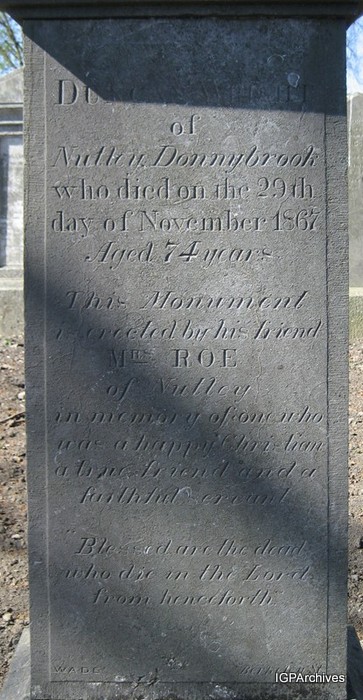 of
Nutley, Donnybrook
who died on the 29th
day of November 1867
Aged 74 years
This Monument
is erected by his friend
Mrs ROE
of Nutley
in memory of one who
was a happy Christian
a true friend and a
faithful servant
"Blessed are the dead
who die in the Lord
from henceforth"
WADE
IGPArchives